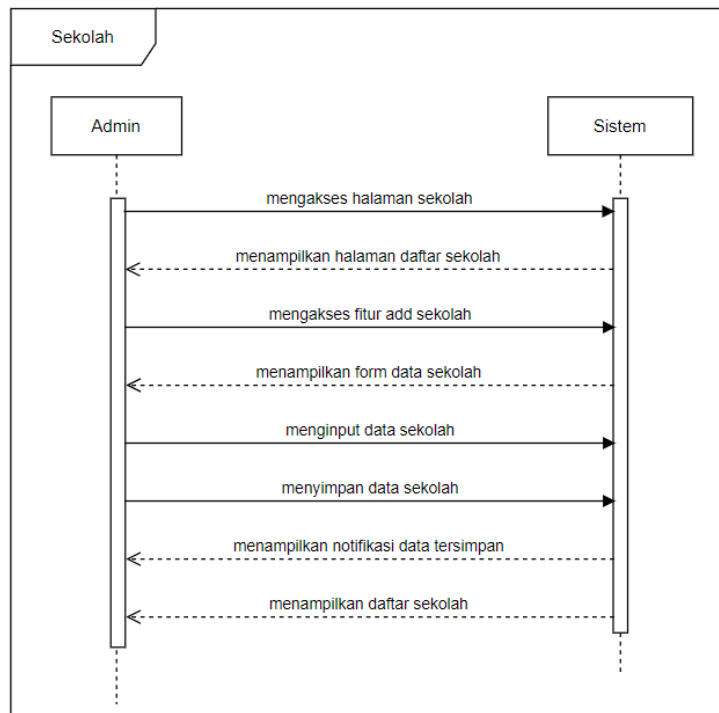 Sekolah
Admin
Sistem
mengakses halaman sekolah
menampilkan halaman daftar sekolah
mengakses fitur add sekolah
menampilkan form data sekolah
menginput data sekolah
menyimpan data sekolah
menampilkan notifikasi data tersimpan
menampilkan daftar sekolah